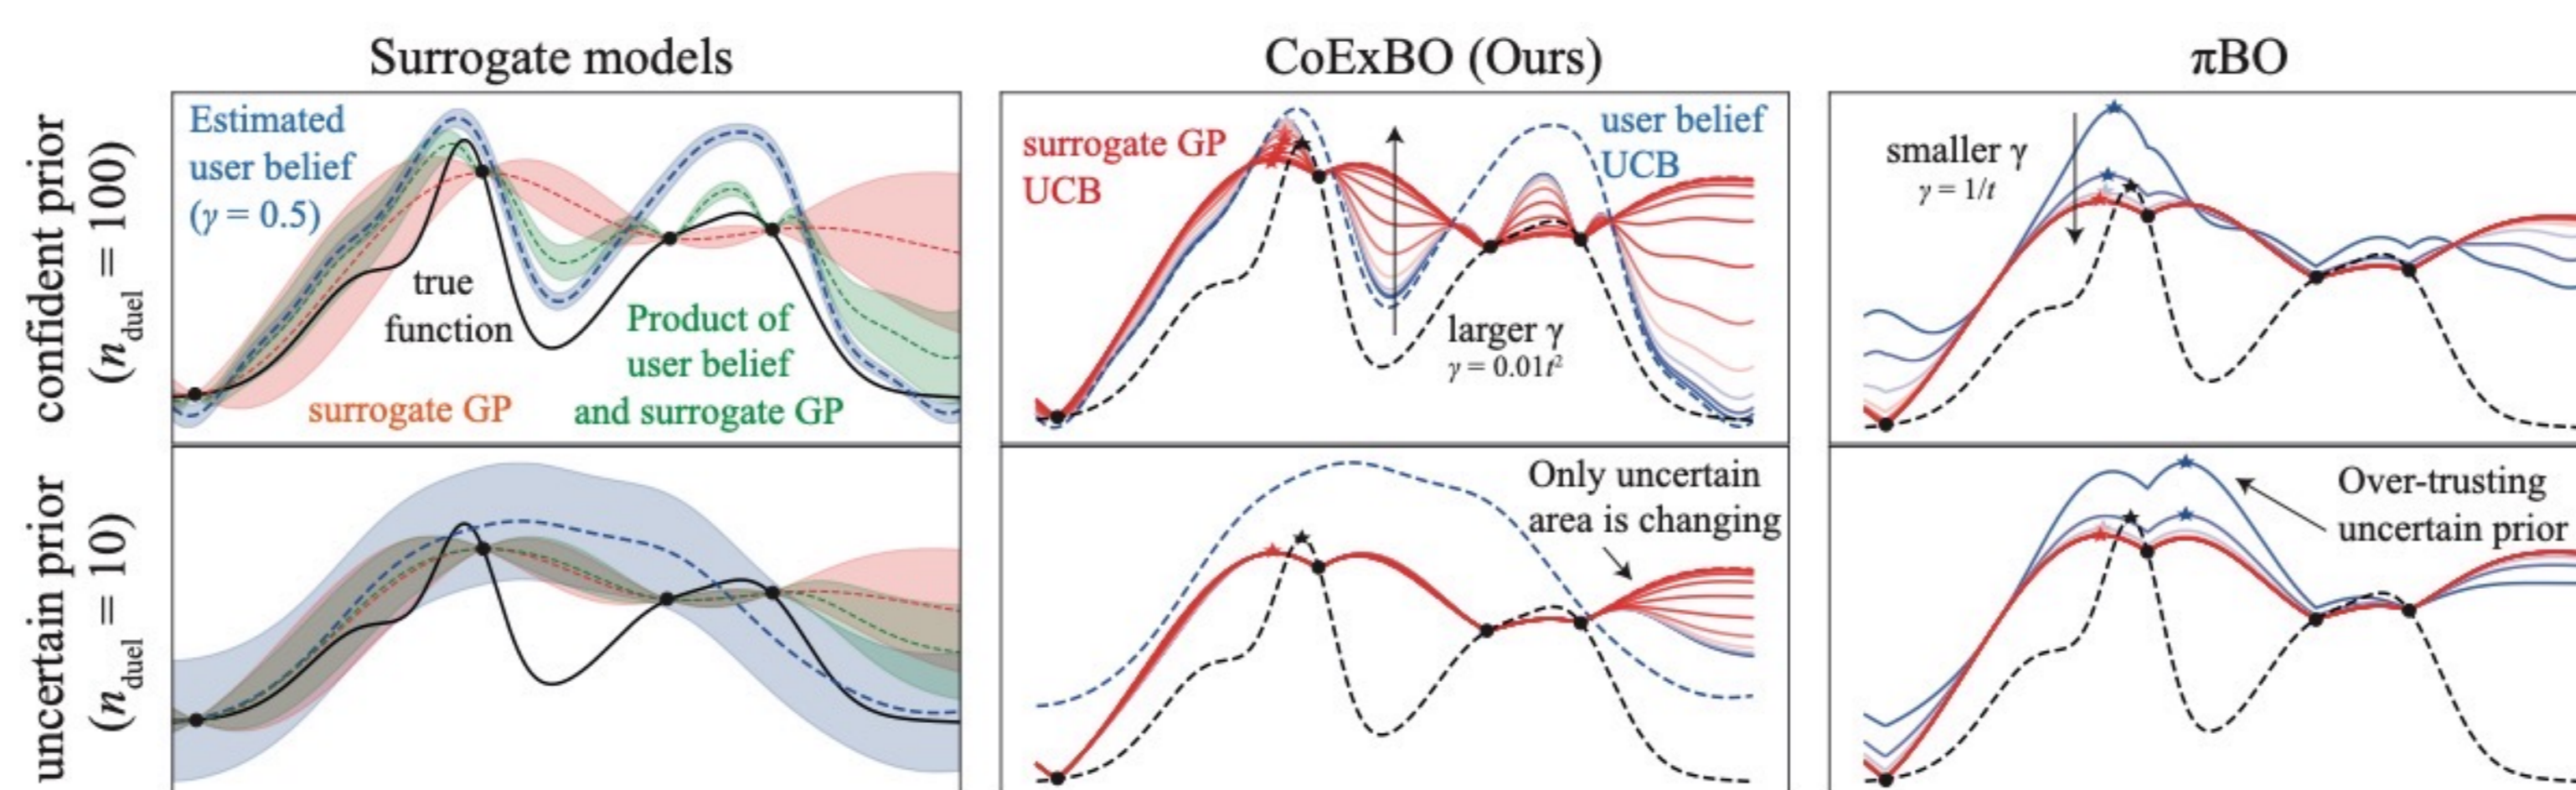 Surrogate models
CoExBO (Ours)
πBO
confident prior
(n_duel = 100)
Estimated
user belief
(γ = 0.5)
true
function
surrogate GP
Product of
user belief
and surrogate GP
surrogate GP
UCB
user belief
UCB
larger γ
γ = 0.01t²
smaller γ
γ = 1/t
uncertain prior
(n_duel = 10)
Only uncertain
area is changing
Over-trusting
uncertain prior